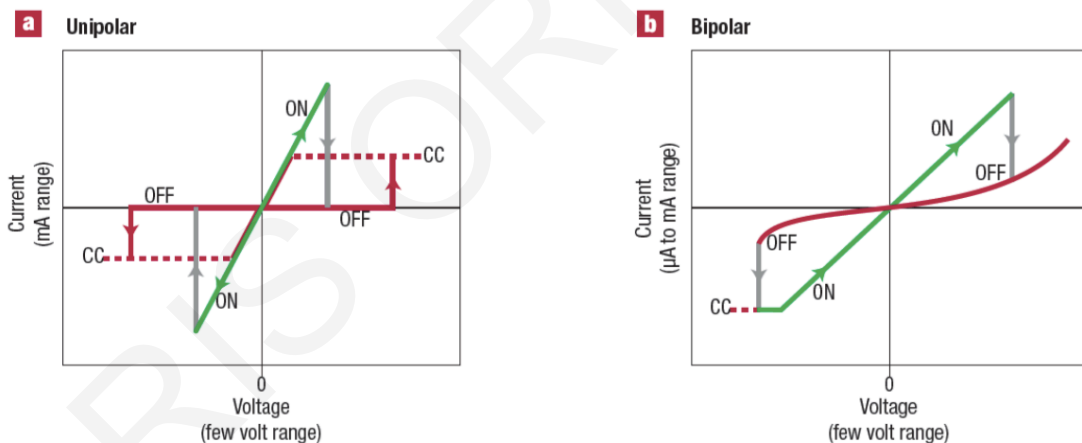 a Unipolar
ON
CC
OFF
OFF
CC
ON
Current
(mA range)
0
Voltage
(few volt range)
b Bipolar
ON
OFF
OFF
CC
ON
Current
(µA to mA range)
0
Voltage
(few volt range)